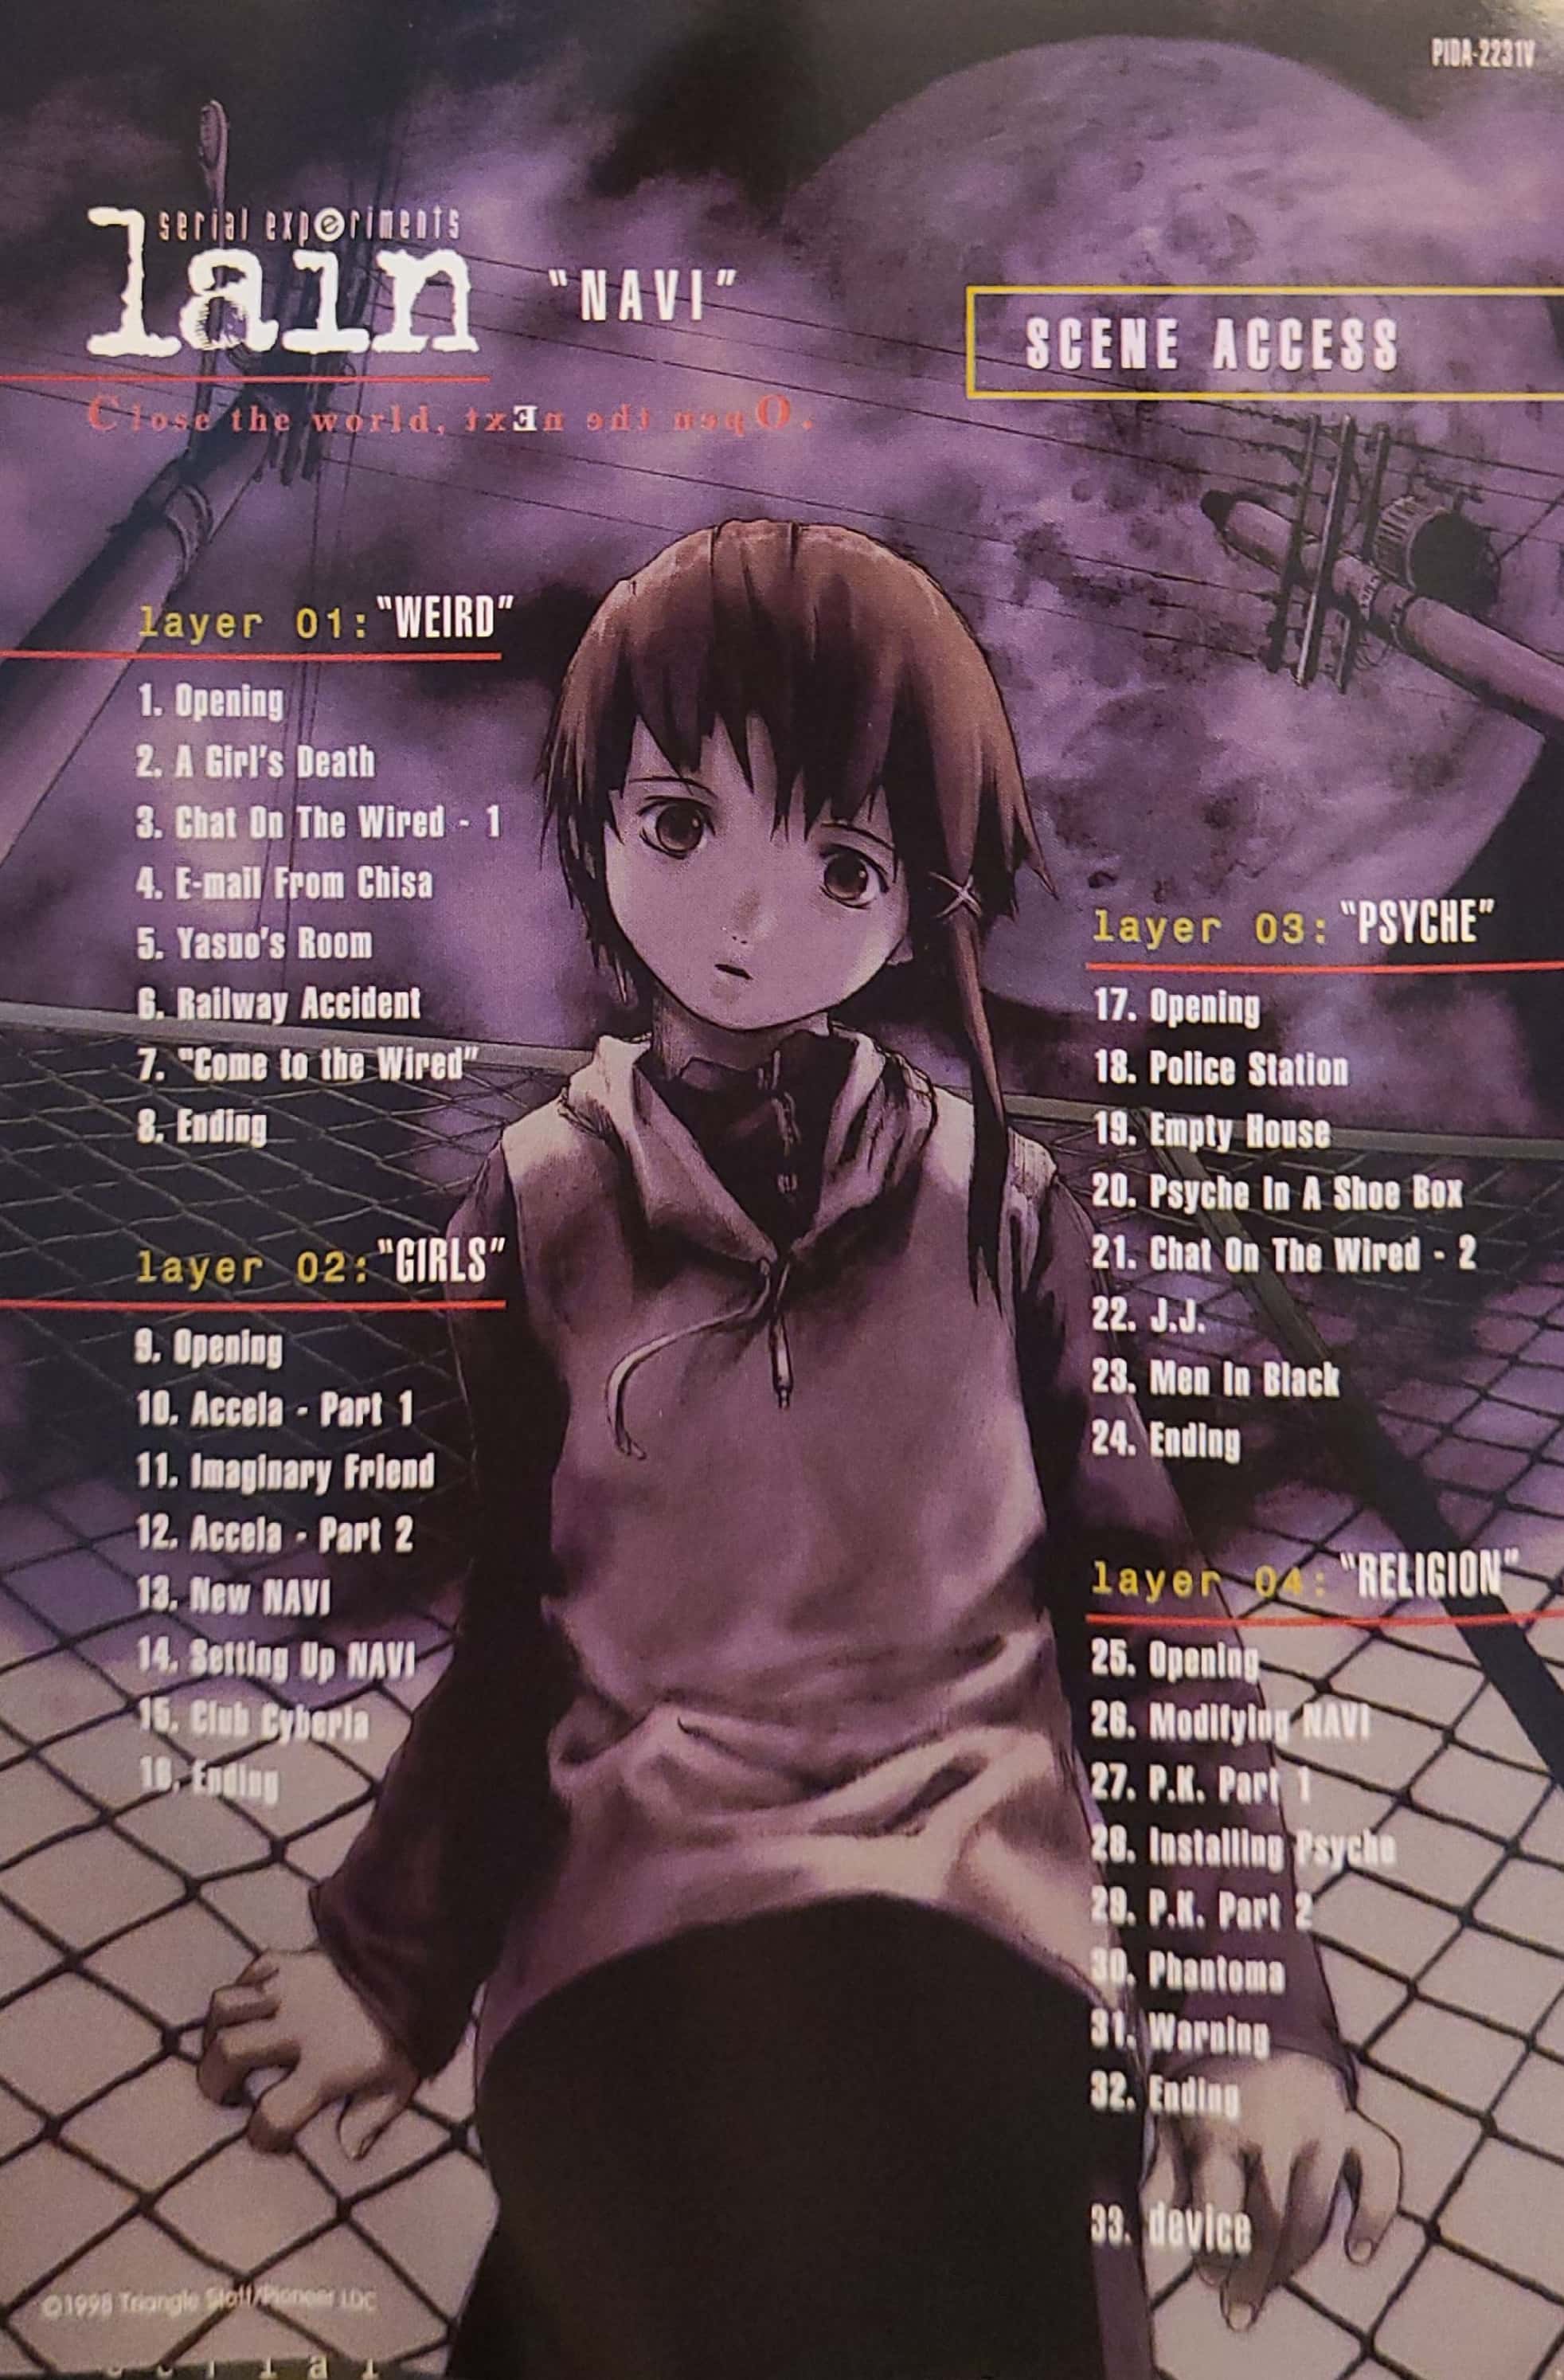 PIDA-2231V
serial experiments
lain
"NAVI"
SCENE ACCESS
Close the world, txEn eht nepO.
layer 01: "WEIRD"
1. Opening
2. A Girl's Death
3. Chat On The Wired - 1
4. E-mail From Chisa
5. Yasuo's Room
6. Railway Accident
7. "Come to the Wired"
8. Ending
layer 02: "GIRLS"
9. Opening
10. Accela - Part 1
11. Imaginary Friend
12. Accela - Part 2
13. New NAVI
14. Setting Up NAVI
15. Club Cyberia
16. Ending
layer 03: "PSYCHE"
17. Opening
18. Police Station
19. Empty House
20. Psyche In A Shoe Box
21. Chat On The Wired - 2
22. J.J.
23. Men In Black
24. Ending
layer 04: "RELIGION"
25. Opening
26. Modifying NAVI
27. P.K. Part 1
28. Installing Psyche
29. P.K. Part 2
30. Phantoma
31. Warning
32. Ending
33. device
©1998 Triangle Staff/Pioneer LDC
serial